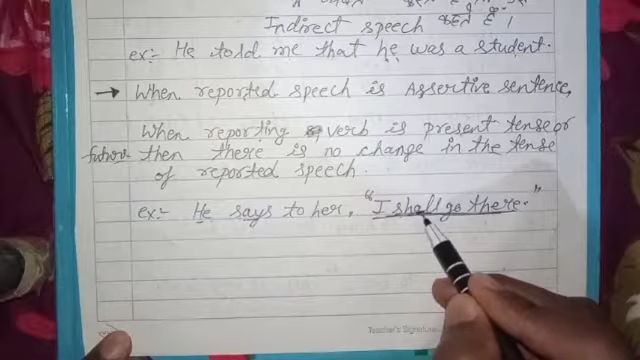 Indirect speech कहते हैं।
ex:- He told me that he was a student.
→ When reported speech is Assertive sentence,
When reporting verb is present tense or
future then there is no change in the tense
of reported speech.
ex:- He says to her, "I shall go there."
Teacher's Signature